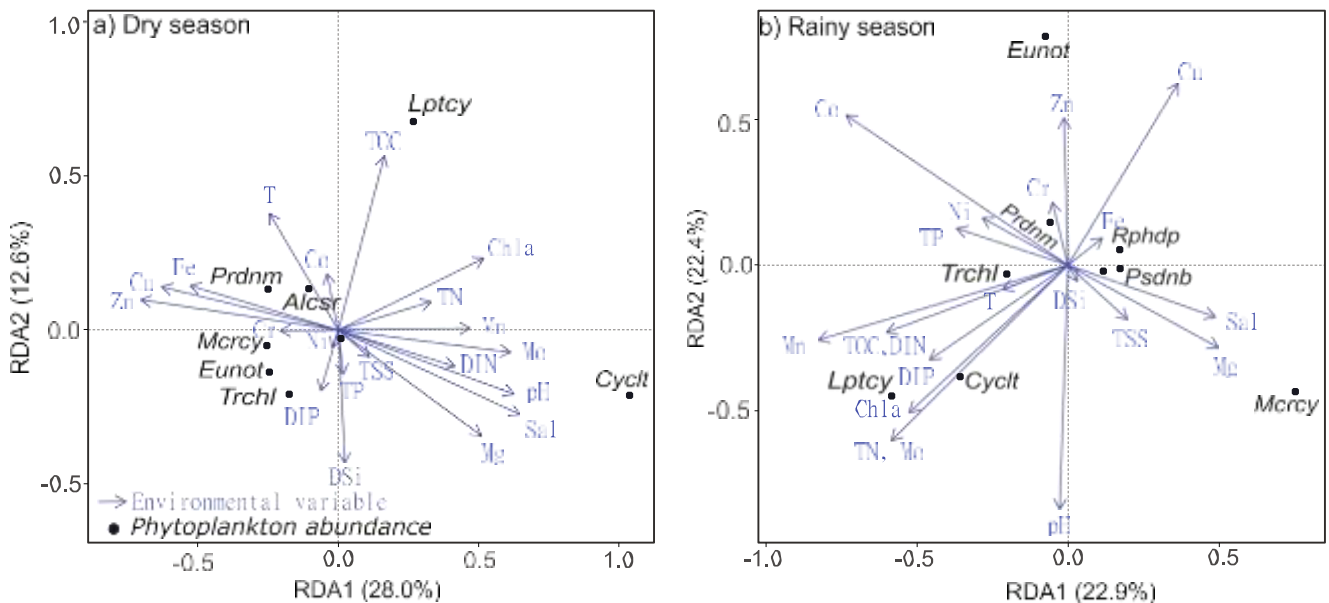 a) Dry season
1.0
0.5
0.0
-0.5
RDA2 (12.6%)
Lptcy
TOC
T
Chla
Co
Fe
Prdnm
Cu
Alcsr
Zn
TN
Mn
Cr
Mcrcy
Ni
Mo
TSS
DIN
Eunot
TP
pH
Cyclt
Trchl
DIP
Sal
Mg
DSi
Environmental variable
Phytoplankton abundance
-0.5
0.0
0.5
1.0
RDA1 (28.0%)
b) Rainy season
0.5
0.0
-0.5
RDA2 (22.4%)
Eunot
Cu
Zn
Co
Cr
Ni
Prdnm
Fe
TP
Rphdp
Trchl
Psdnb
T
DSi
TSS
Sal
Mn
TOC,DIN
Mg
DIP
Lptcy
Cyclt
Chla
Mcrcy
TN, Mo
pH
-1.0
-0.5
0.0
0.5
RDA1 (22.9%)